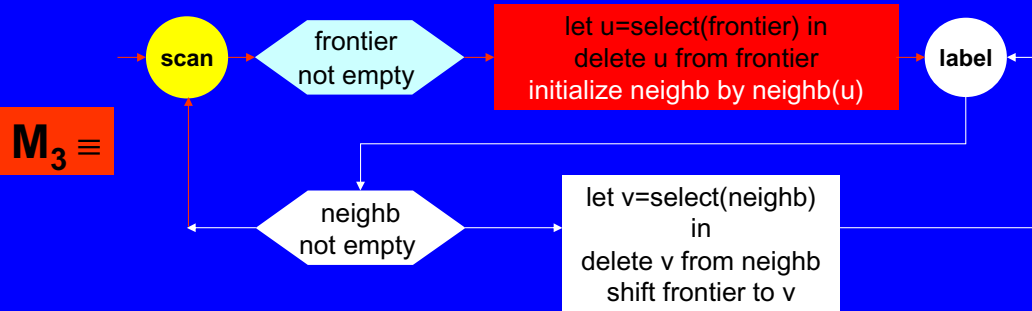 scan
frontier
not empty
let u=select(frontier) in
delete u from frontier
initialize neighb by neighb(u)
label
M3 ≡
neighb
not empty
let v=select(neighb)
in
delete v from neighb
shift frontier to v